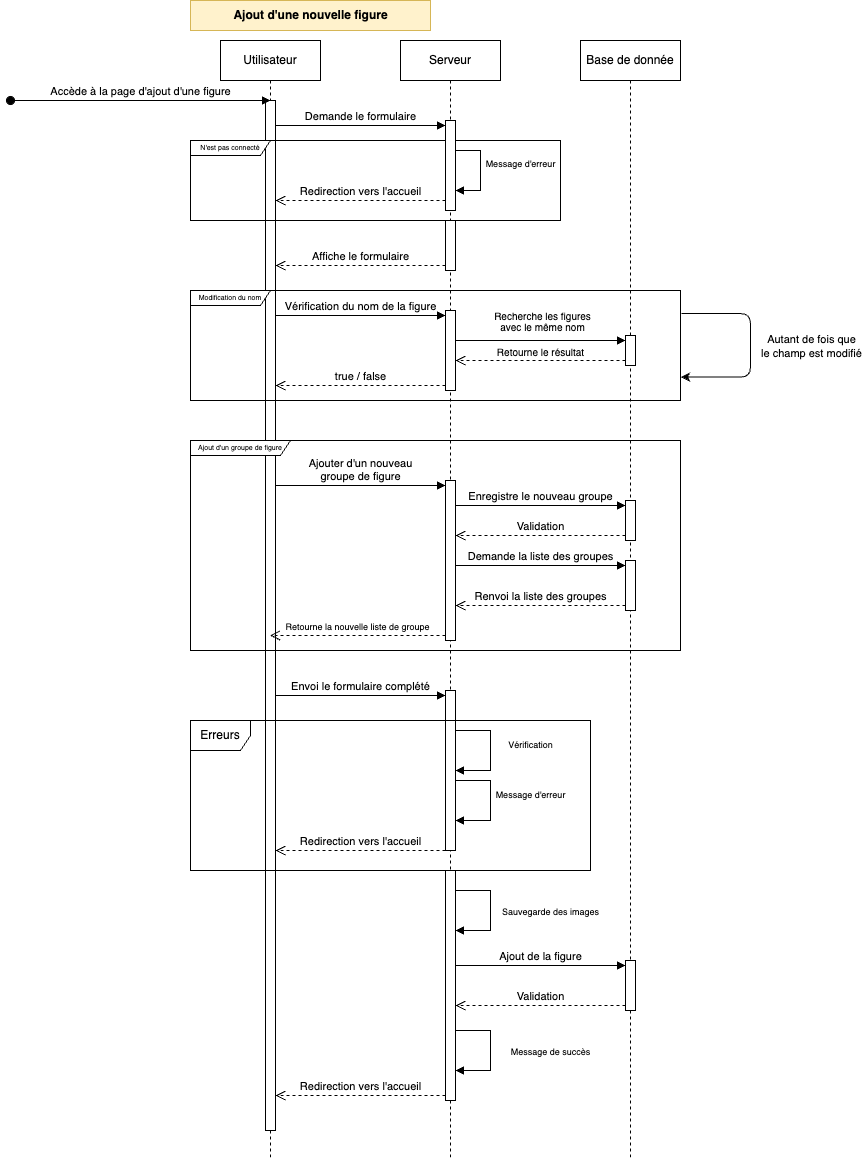 Ajout d'une nouvelle figure
Utilisateur
Serveur
Base de donnée
Accède à la page d'ajout d'une figure
Demande le formulaire
N'est pas connecté
Message d'erreur
Redirection vers l'accueil
Affiche le formulaire
Modification du nom
Vérification du nom de la figure
Recherche les figures
avec le même nom
Autant de fois que
le champ est modifié
Retourne le résultat
true / false
Ajout d'un groupe de figure
Ajouter d'un nouveau
groupe de figure
Enregistre le nouveau groupe
Validation
Demande la liste des groupes
Renvoi la liste des groupes
Retourne la nouvelle liste de groupe
Envoi le formulaire complété
Erreurs
Vérification
Message d'erreur
Redirection vers l'accueil
Sauvegarde des images
Ajout de la figure
Validation
Message de succès
Redirection vers l'accueil